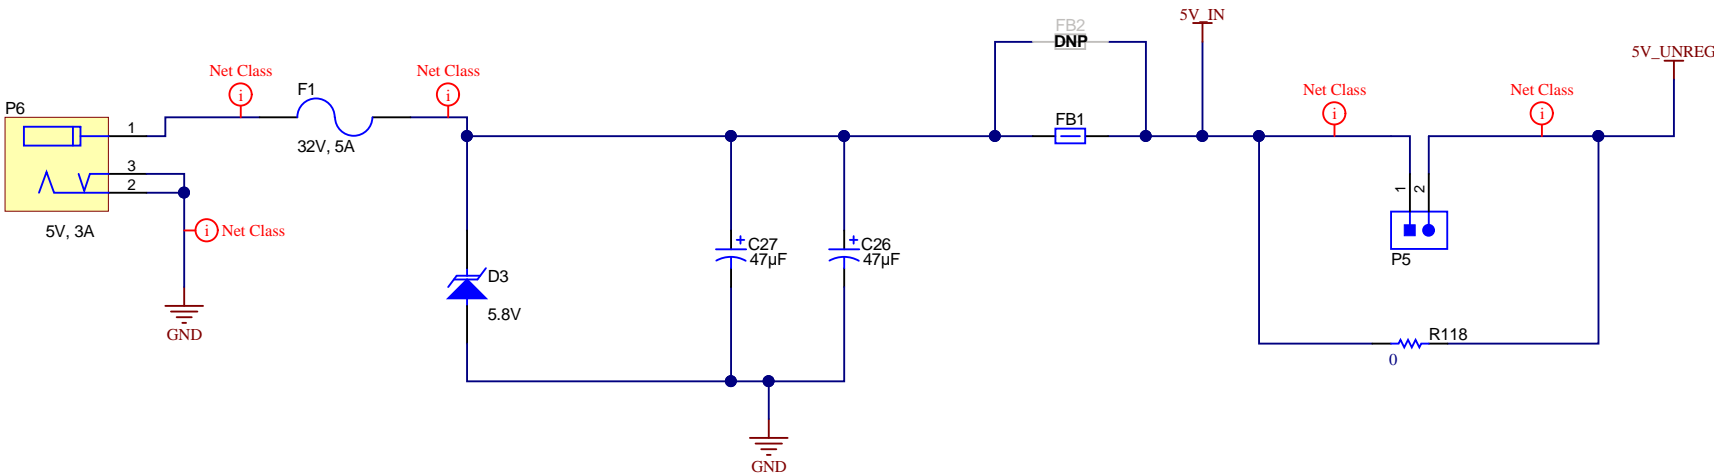 FB2
DNP
5V_IN
5V_UNREG
Net Class
i
F1
Net Class
i
Net Class
i
Net Class
i
P6
1
32V, 5A
FB1
3
2
1
2
5V, 3A
i Net Class
GND
+
C27
47µF
+
C26
47µF
P5
D3
5.8V
R118
0
GND